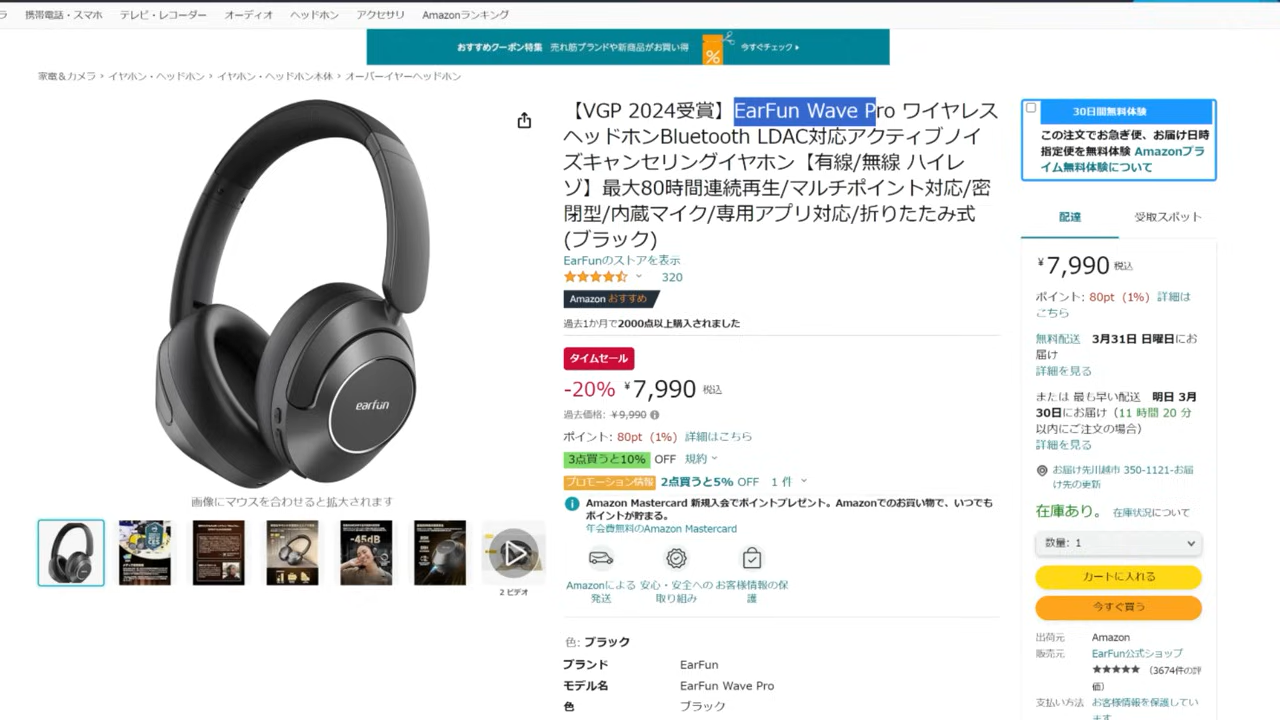 ラ 携帯電話・スマホ テレビ・レコーダー オーディオ ヘッドホン アクセサリ Amazonランキング
おすすめクーポン特集 売れ筋ブランドや新商品がお買い得 % 今すぐチェック
家電&カメラ › イヤホン・ヘッドホン › イヤホン・ヘッドホン本体 › オーバーイヤーヘッドホン
earfun
画像にマウスを合わせると拡大されます
-45dB
2 ビデオ
【VGP 2024受賞】EarFun Wave Pro ワイヤレス
ヘッドホンBluetooth LDAC対応アクティブノイ
ズキャンセリングイヤホン【有線/無線 ハイレ
ゾ】最大80時間連続再生/マルチポイント対応/密
閉型/内蔵マイク/専用アプリ対応/折りたたみ式
(ブラック)
EarFunのストアを表示
320
Amazon おすすめ
過去1か月で2000点以上購入されました
タイムセール
-20% ¥7,990 税込
過去価格: ¥9,990
ポイント: 80pt (1%) 詳細はこちら
3点買うと10% OFF 規約
プロモーション情報 2点買うと5% OFF 1 件
Amazon Mastercard 新規入会でポイントプレゼント。Amazonでのお買い物で、いつでも
ポイントが貯まる。
年会費無料のAmazon Mastercard
Amazonによる 安心・安全への お客様情報の保
発送 取り組み 護
色: ブラック
ブランド EarFun
モデル名 EarFun Wave Pro
色 ブラック
30日間無料体験
この注文でお急ぎ便、お届け日時
指定便を無料体験 Amazonプラ
イム無料体験について
配達 受取スポット
¥7,990 税込
ポイント: 80pt (1%) 詳細は
こちら
無料配送 3月31日 日曜日にお
届け
詳細を見る
または 最も早い配送 明日 3月
30日にお届け（11 時間 20 分
以内にご注文の場合）
詳細を見る
お届け先川越市 350-1121-お届
け先の更新
在庫あり。 在庫状況について
数量: 1
カートに入れる
今すぐ買う
出荷元 Amazon
販売元 EarFun公式ショップ
★★★★★ (3674件の評
価)
支払い方法 お客様情報を保護してい
ます